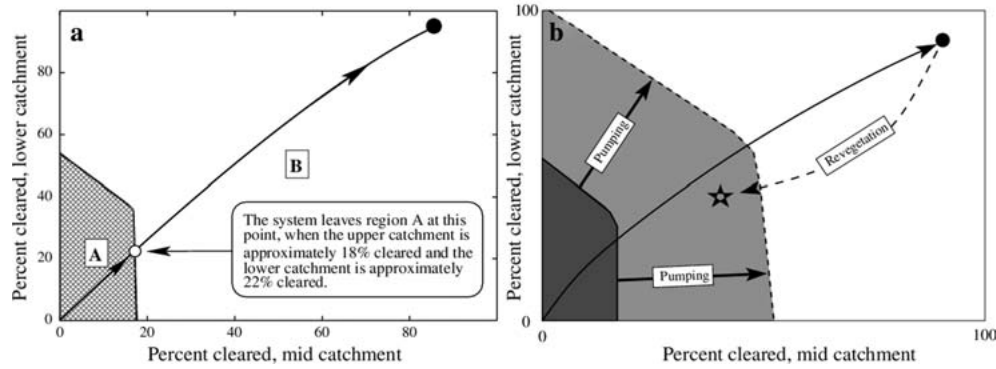 a
Percent cleared, lower catchment
80
60
40
20
0
A
B
The system leaves region A at this
point, when the upper catchment is
approximately 18% cleared and the
lower catchment is approximately
22% cleared.
0
20
40
60
80
Percent cleared, mid catchment
b
Percent cleared, lower catchment
100
0
Pumping
Pumping
Revegetation
0
100
Percent cleared, mid catchment